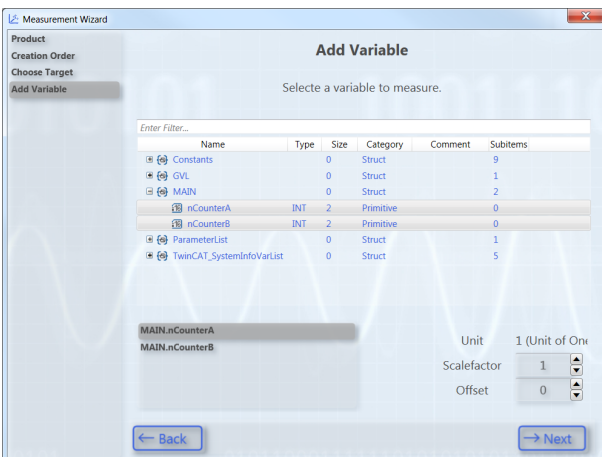 Measurement Wizard
Product
Creation Order
Choose Target
Add Variable
Add Variable
Selecte a variable to measure.
Enter Filter...
Name Type Size Category Comment Subitems
Constants 0 Struct 9
GVL 0 Struct 1
MAIN 0 Struct 2
nCounterA INT 2 Primitive 0
nCounterB INT 2 Primitive 0
ParameterList 0 Struct 1
TwinCAT_SystemInfoVarList 0 Struct 5
MAIN.nCounterA
MAIN.nCounterB
Unit 1 (Unit of One
Scalefactor 1
Offset 0
← Back
→ Next